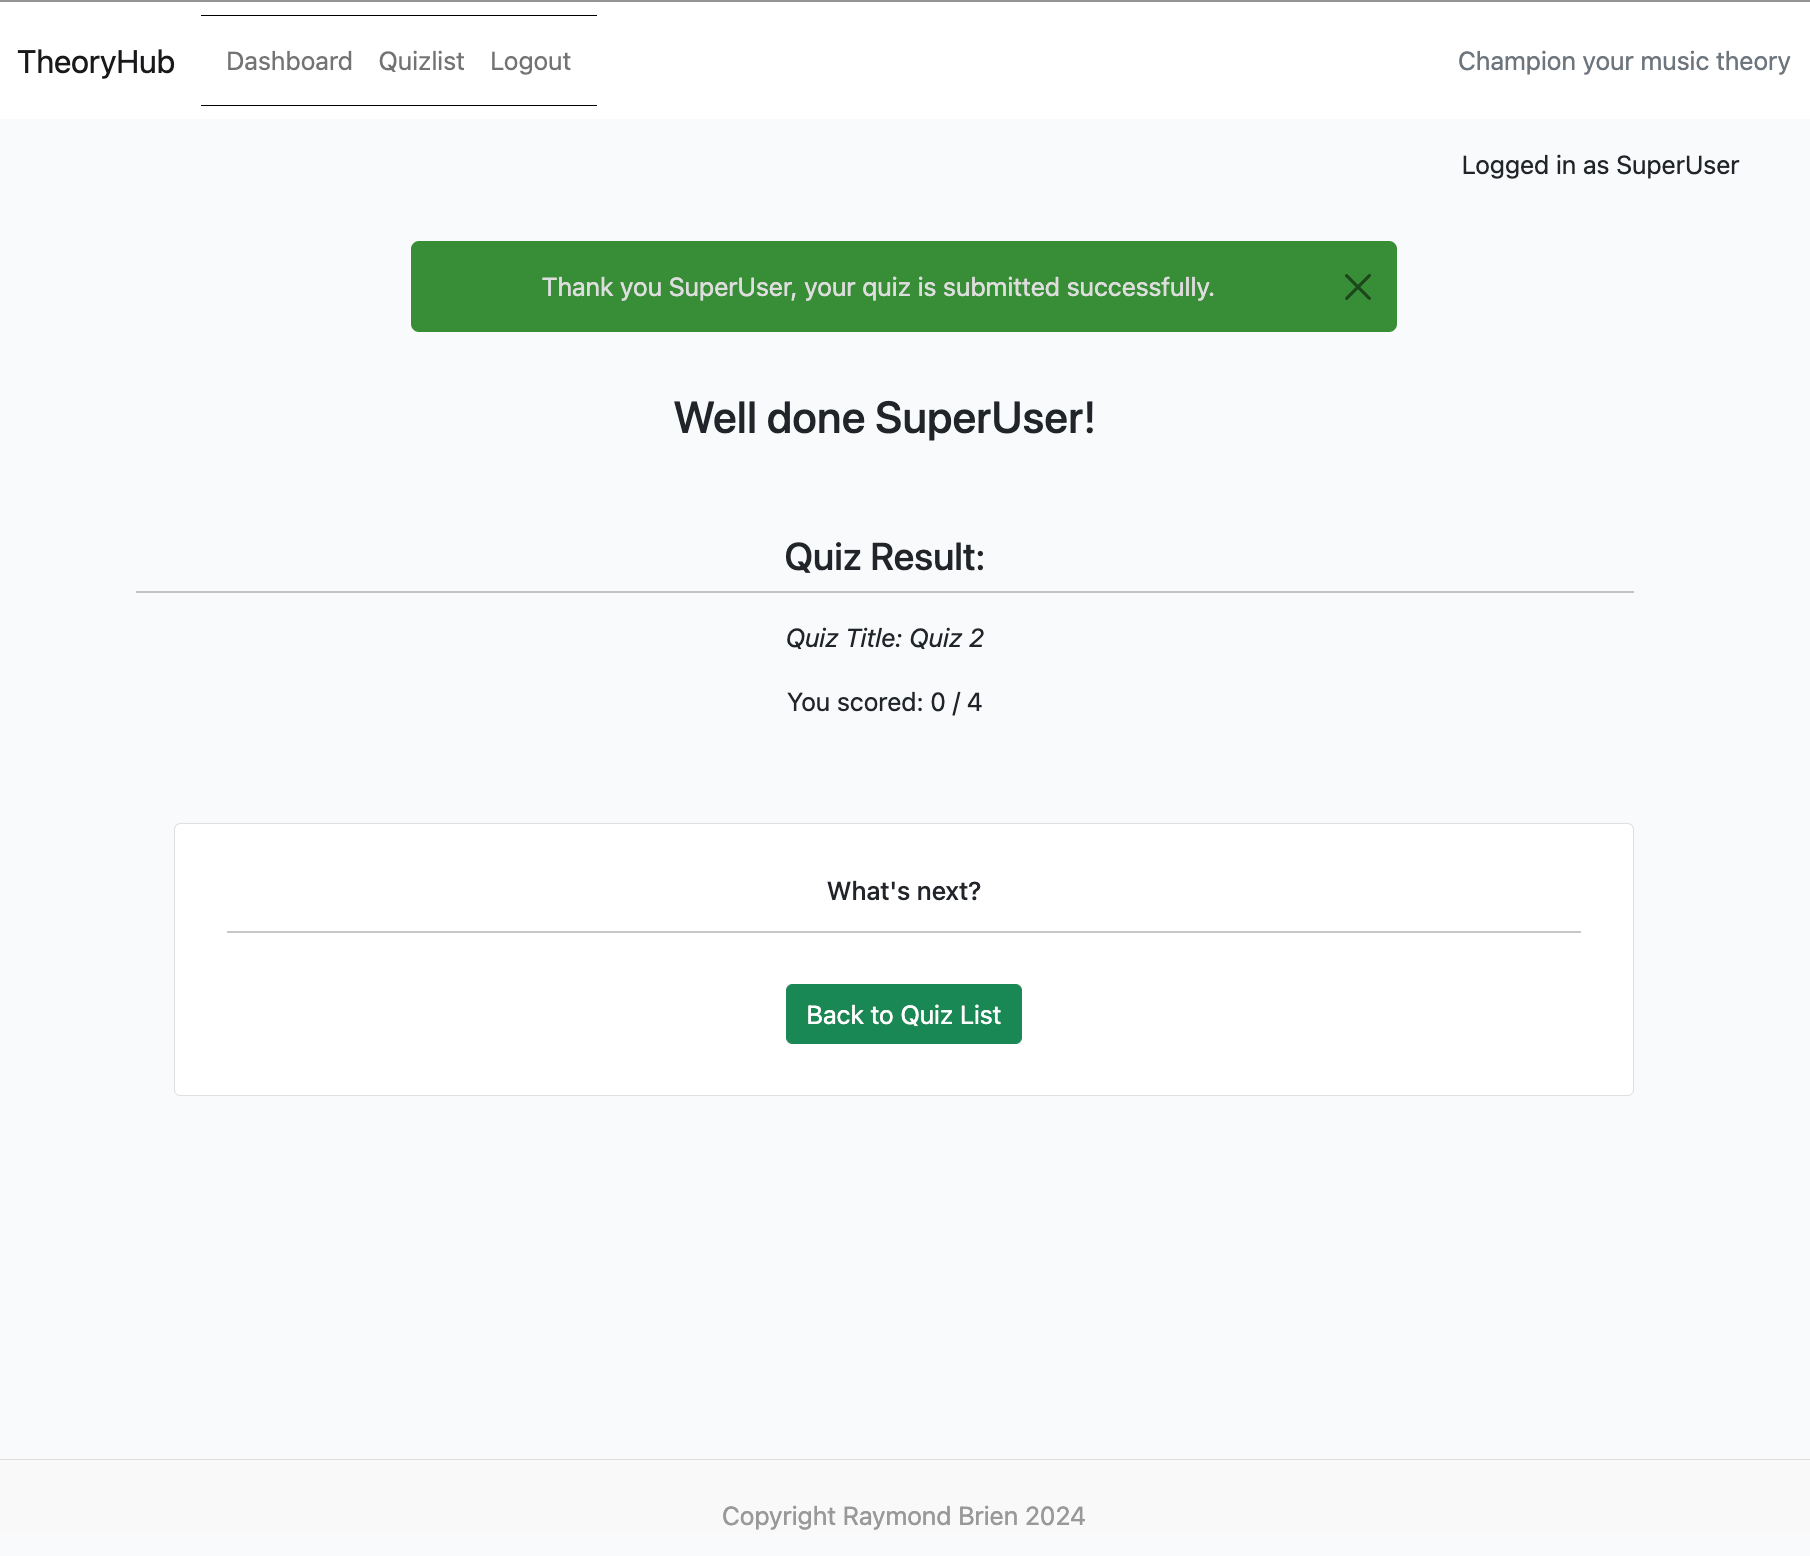 TheoryHub Dashboard Quizlist Logout Champion your music theory
Logged in as SuperUser
Thank you SuperUser, your quiz is submitted successfully.
Well done SuperUser!
Quiz Result:
Quiz Title: Quiz 2
You scored: 0 / 4
What's next?
Back to Quiz List
Copyright Raymond Brien 2024